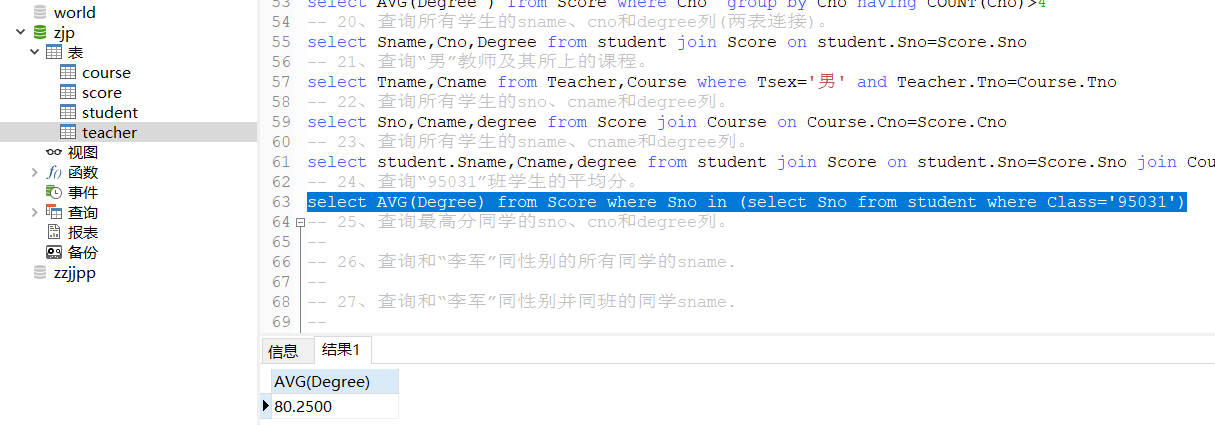 world
zjp
表
course
score
student
teacher
视图
函数
事件
查询
报表
备份
zzjjpp
53 select AVG(Degree ) from Score where Cno  group by Cno having COUNT(Cno)>4
54 -- 20、查询所有学生的sname、cno和degree列(两表连接)。
55 select Sname,Cno,Degree from student join Score on student.Sno=Score.Sno
56 -- 21、查询“男”教师及其所上的课程。
57 select Tname,Cname from Teacher,Course where Tsex='男' and Teacher.Tno=Course.Tno
58 -- 22、查询所有学生的sno、cname和degree列。
59 select Sno,Cname,degree from Score join Course on Course.Cno=Score.Cno
60 -- 23、查询所有学生的sname、cname和degree列。
61 select student.Sname,Cname,degree from student join Score on student.Sno=Score.Sno join Cou
62 -- 24、查询“95031”班学生的平均分。
63 select AVG(Degree) from Score where Sno in (select Sno from student where Class='95031')
64 -- 25、查询最高分同学的sno、cno和degree列。
65 --
66 -- 26、查询和“李军”同性别的所有同学的sname.
67 --
68 -- 27、查询和“李军”同性别并同班的同学sname.
69 --
信息 结果1
AVG(Degree)
80.2500